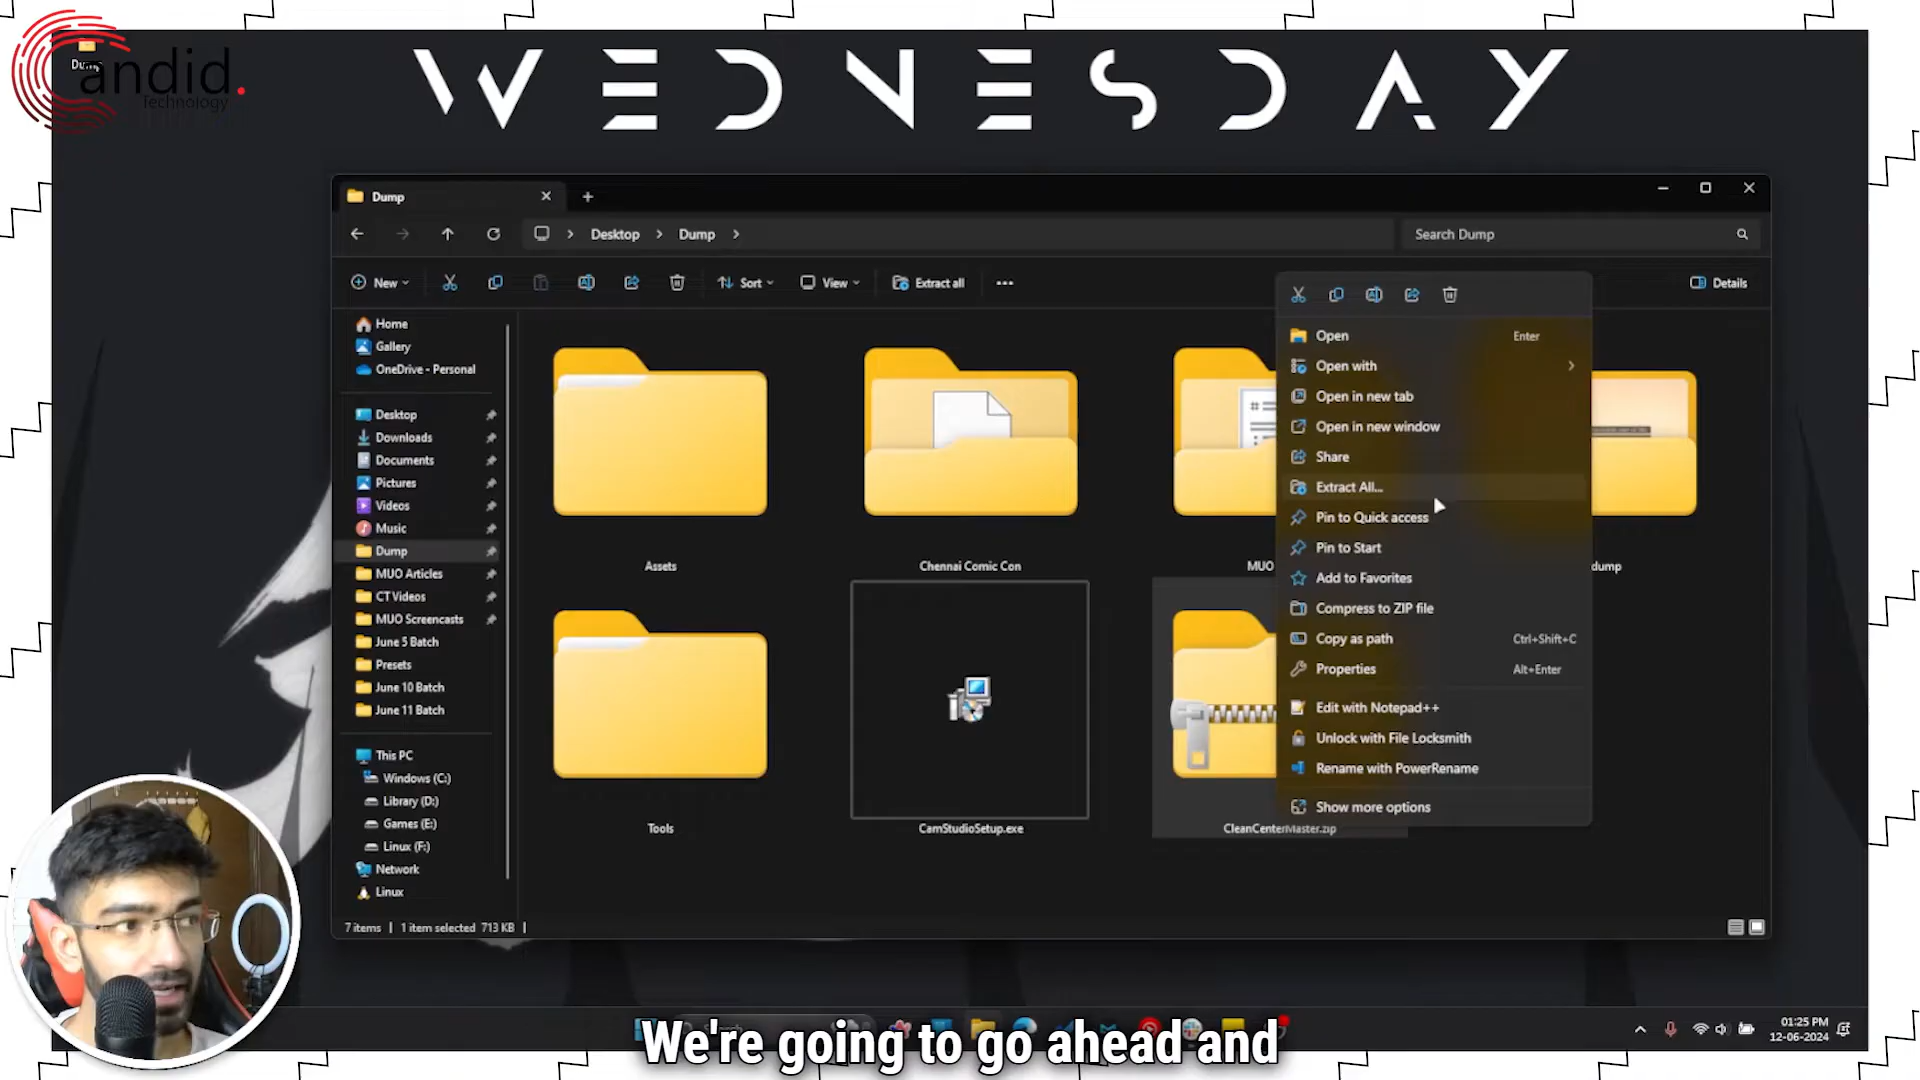 Dump
Candid.
Technology
WEDNESDAY
Dump
Desktop
Dump
Search Dump
New
Sort
View
Extract all
Details
Home
Gallery
OneDrive - Personal
Desktop
Downloads
Documents
Pictures
Videos
Music
Dump
MUO Articles
CT Videos
MUO Screencasts
June 5 Batch
Presets
June 10 Batch
June 11 Batch
This PC
Windows (C:)
Library (D:)
Games (E:)
Linux (F:)
Network
Linux
Assets
Chennai Comic Con
MUO
dump
Tools
CamStudioSetup.exe
CleanCenterMaster.zip
Open Enter
Open with
Open in new tab
Open in new window
Share
Extract All...
Pin to Quick access
Pin to Start
Add to Favorites
Compress to ZIP file
Copy as path Ctrl+Shift+C
Properties Alt+Enter
Edit with Notepad++
Unlock with File Locksmith
Rename with PowerRename
Show more options
7 items 1 item selected 713 KB
We're going to go ahead and
01:25 PM
12-06-2024